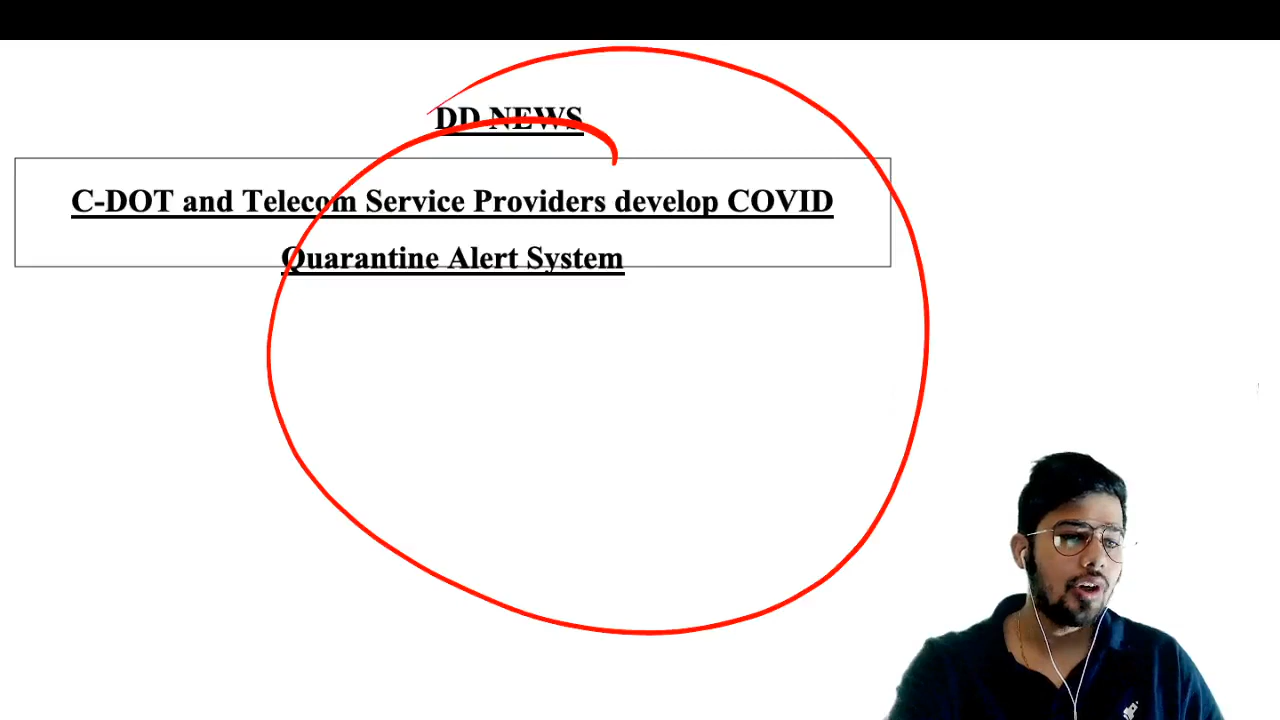 DD NEWS
C-DOT and Telecom Service Providers develop COVID
Quarantine Alert System